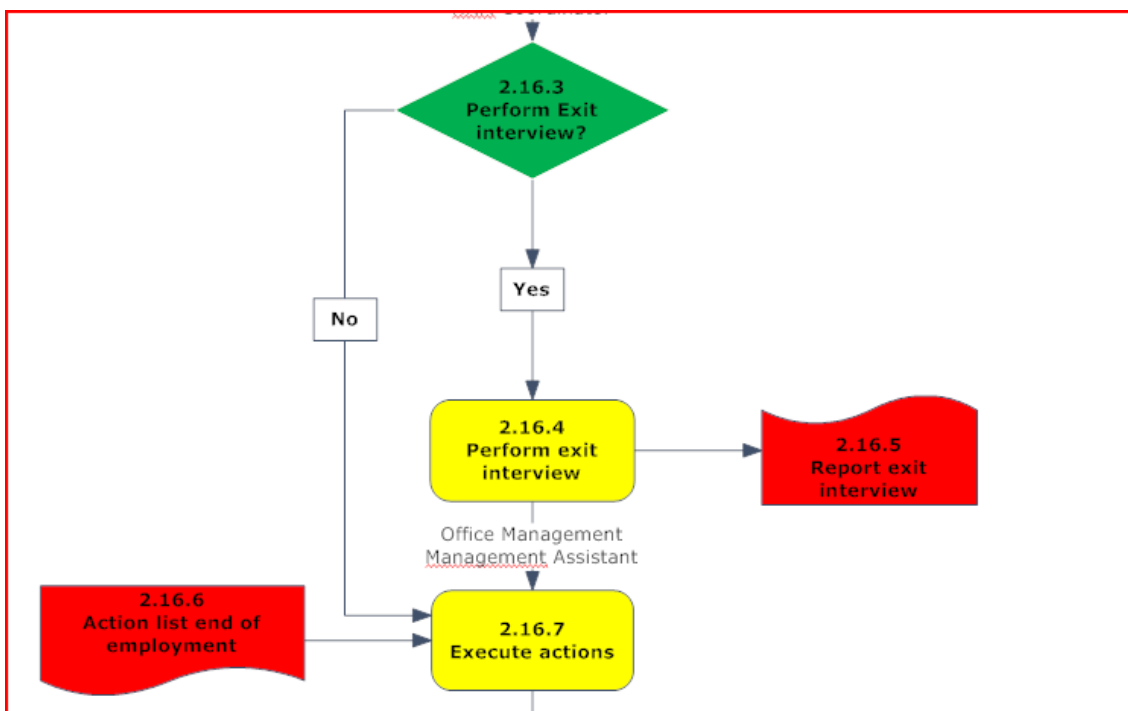 2.16.3
Perform Exit
interview?
Yes
No
2.16.4
Perform exit
interview
2.16.5
Report exit
interview
Office Management
Management Assistant
2.16.6
Action list end of
employment
2.16.7
Execute actions